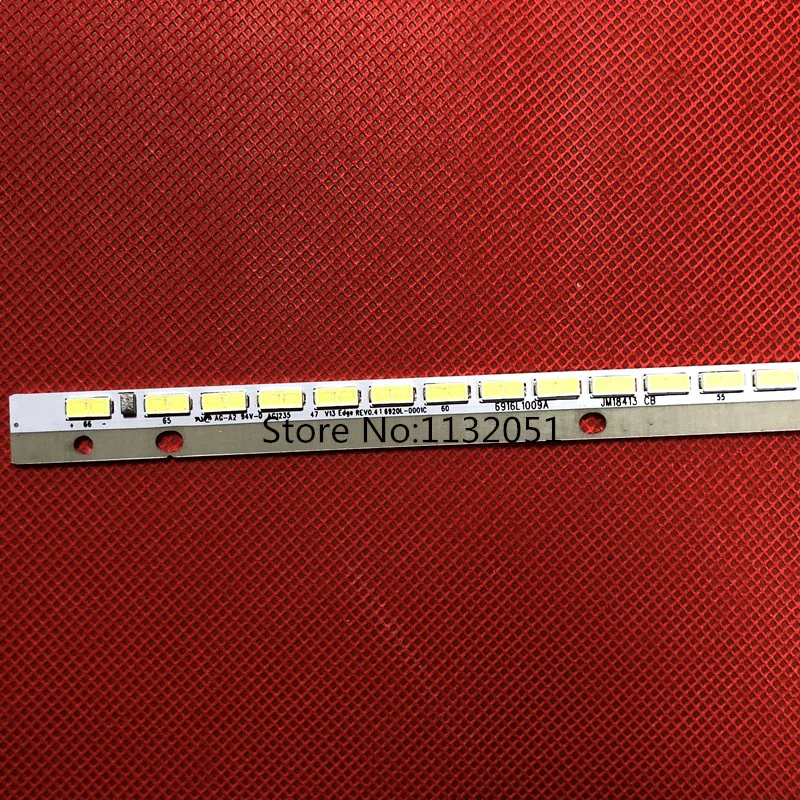 + 66 - 65 AG-A2 94V-0 AG1235 47 V13 Edge REV0.4 1 6920L-0001C 60 6916L1009A JM18413 CB 55
Store No:1132051